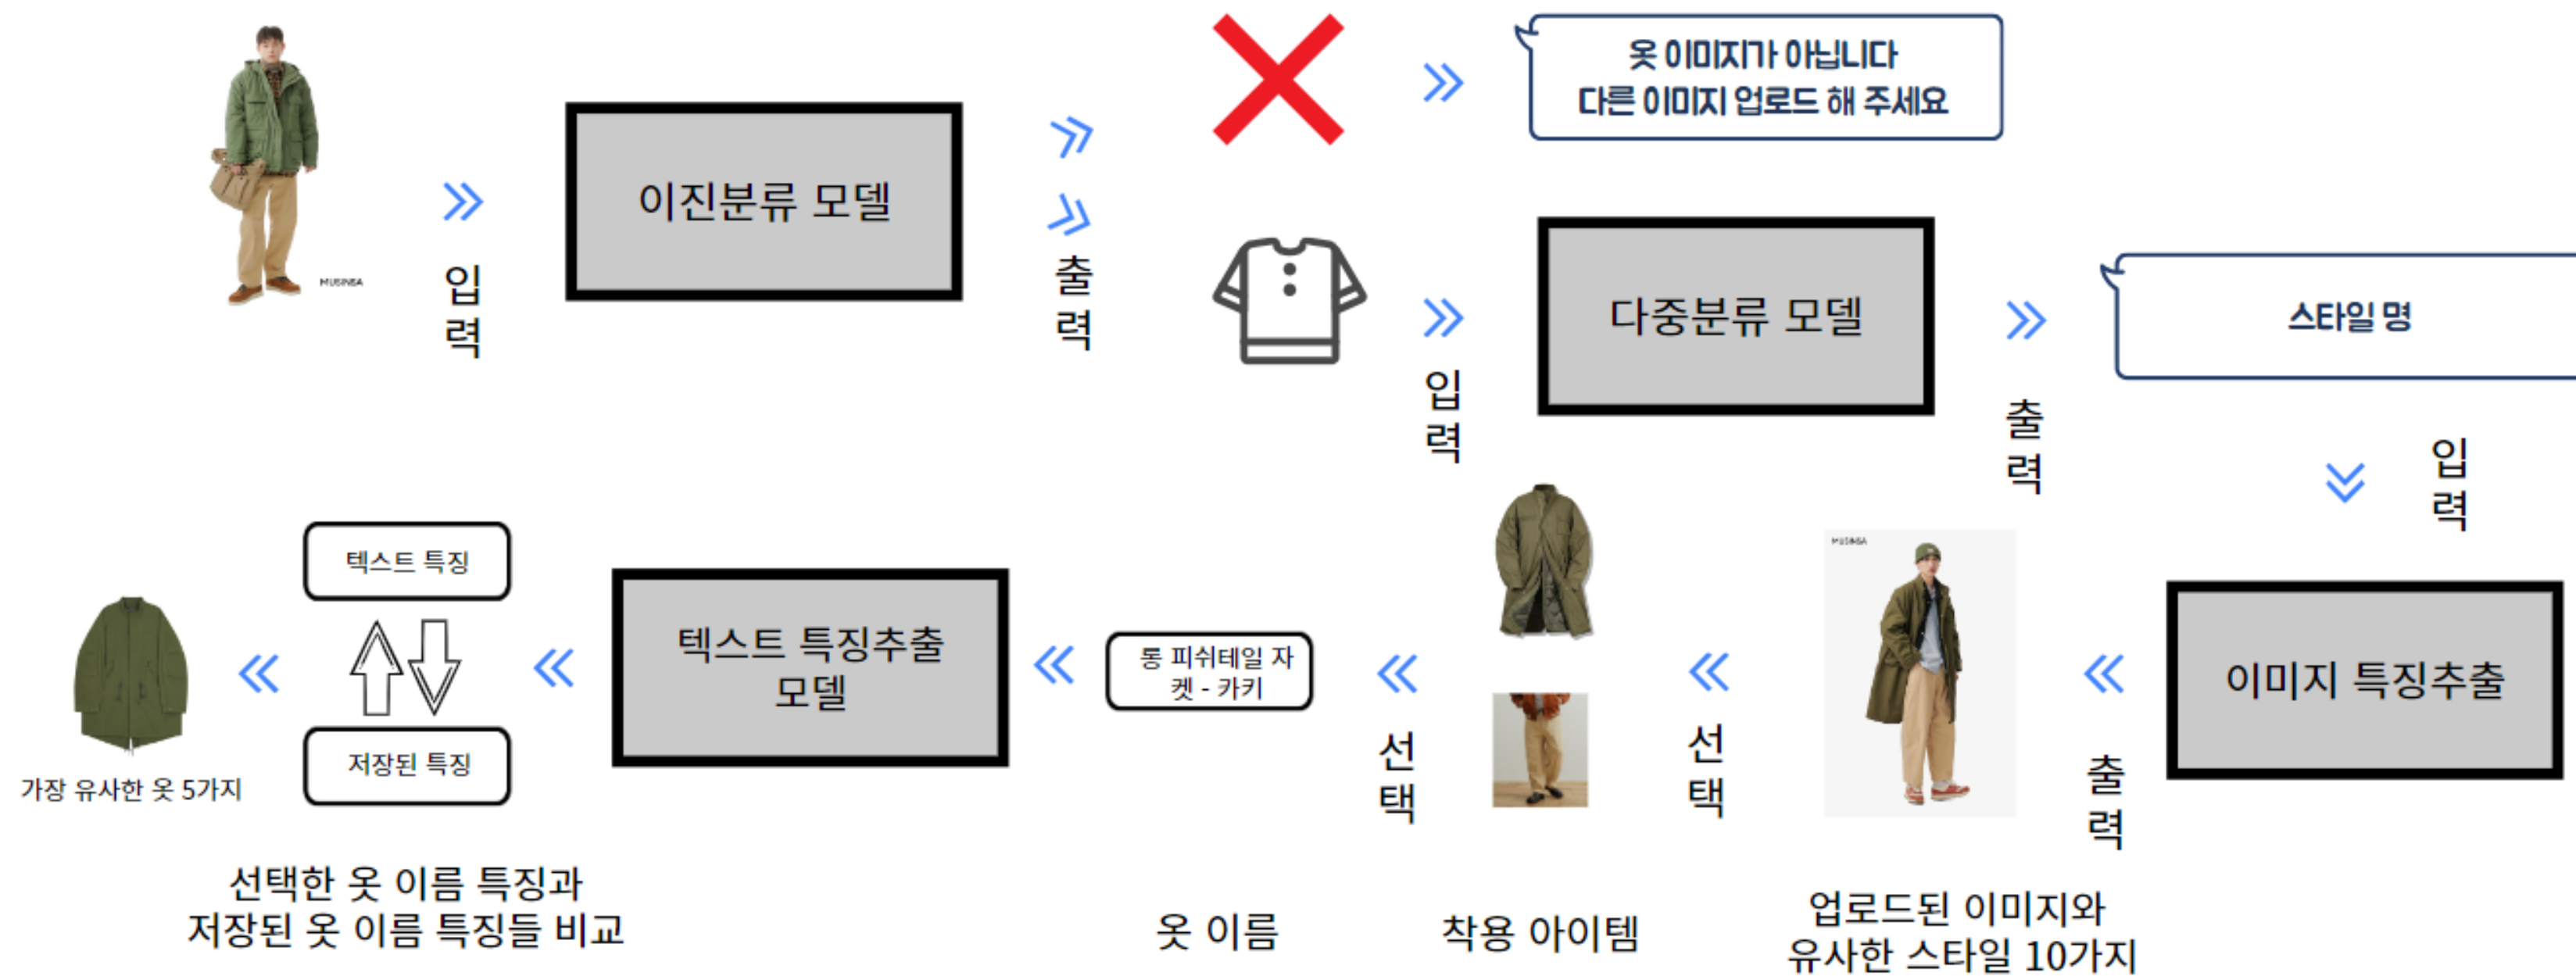 옷 이미지가 아닙니다
다른 이미지 업로드 해 주세요
이진분류 모델
MUSINSA
입
력
출
력
다중분류 모델
입
력
출
력
스타일 명
입
력
이미지 특징추출
출
력
MUSINSA
업로드된 이미지와
유사한 스타일 10가지
선
택
착용 아이템
선
택
롱 피쉬테일 자
켓 - 카키
옷 이름
텍스트 특징추출
모델
텍스트 특징
저장된 특징
선택한 옷 이름 특징과
저장된 옷 이름 특징들 비교
가장 유사한 옷 5가지